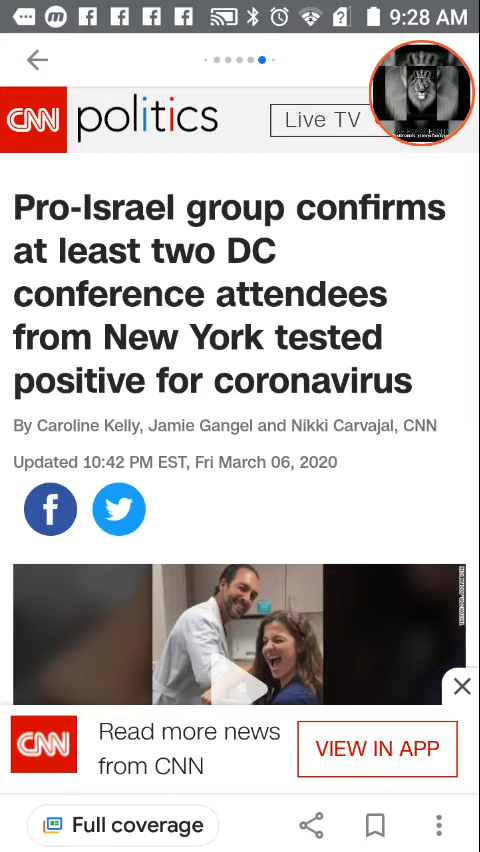 9:28 AM
CNN politics
Live TV
Pro-Israel group confirms
at least two DC
conference attendees
from New York tested
positive for coronavirus
By Caroline Kelly, Jamie Gangel and Nikki Carvajal, CNN
Updated 10:42 PM EST, Fri March 06, 2020
CNN
Read more news
from CNN
VIEW IN APP
Full coverage